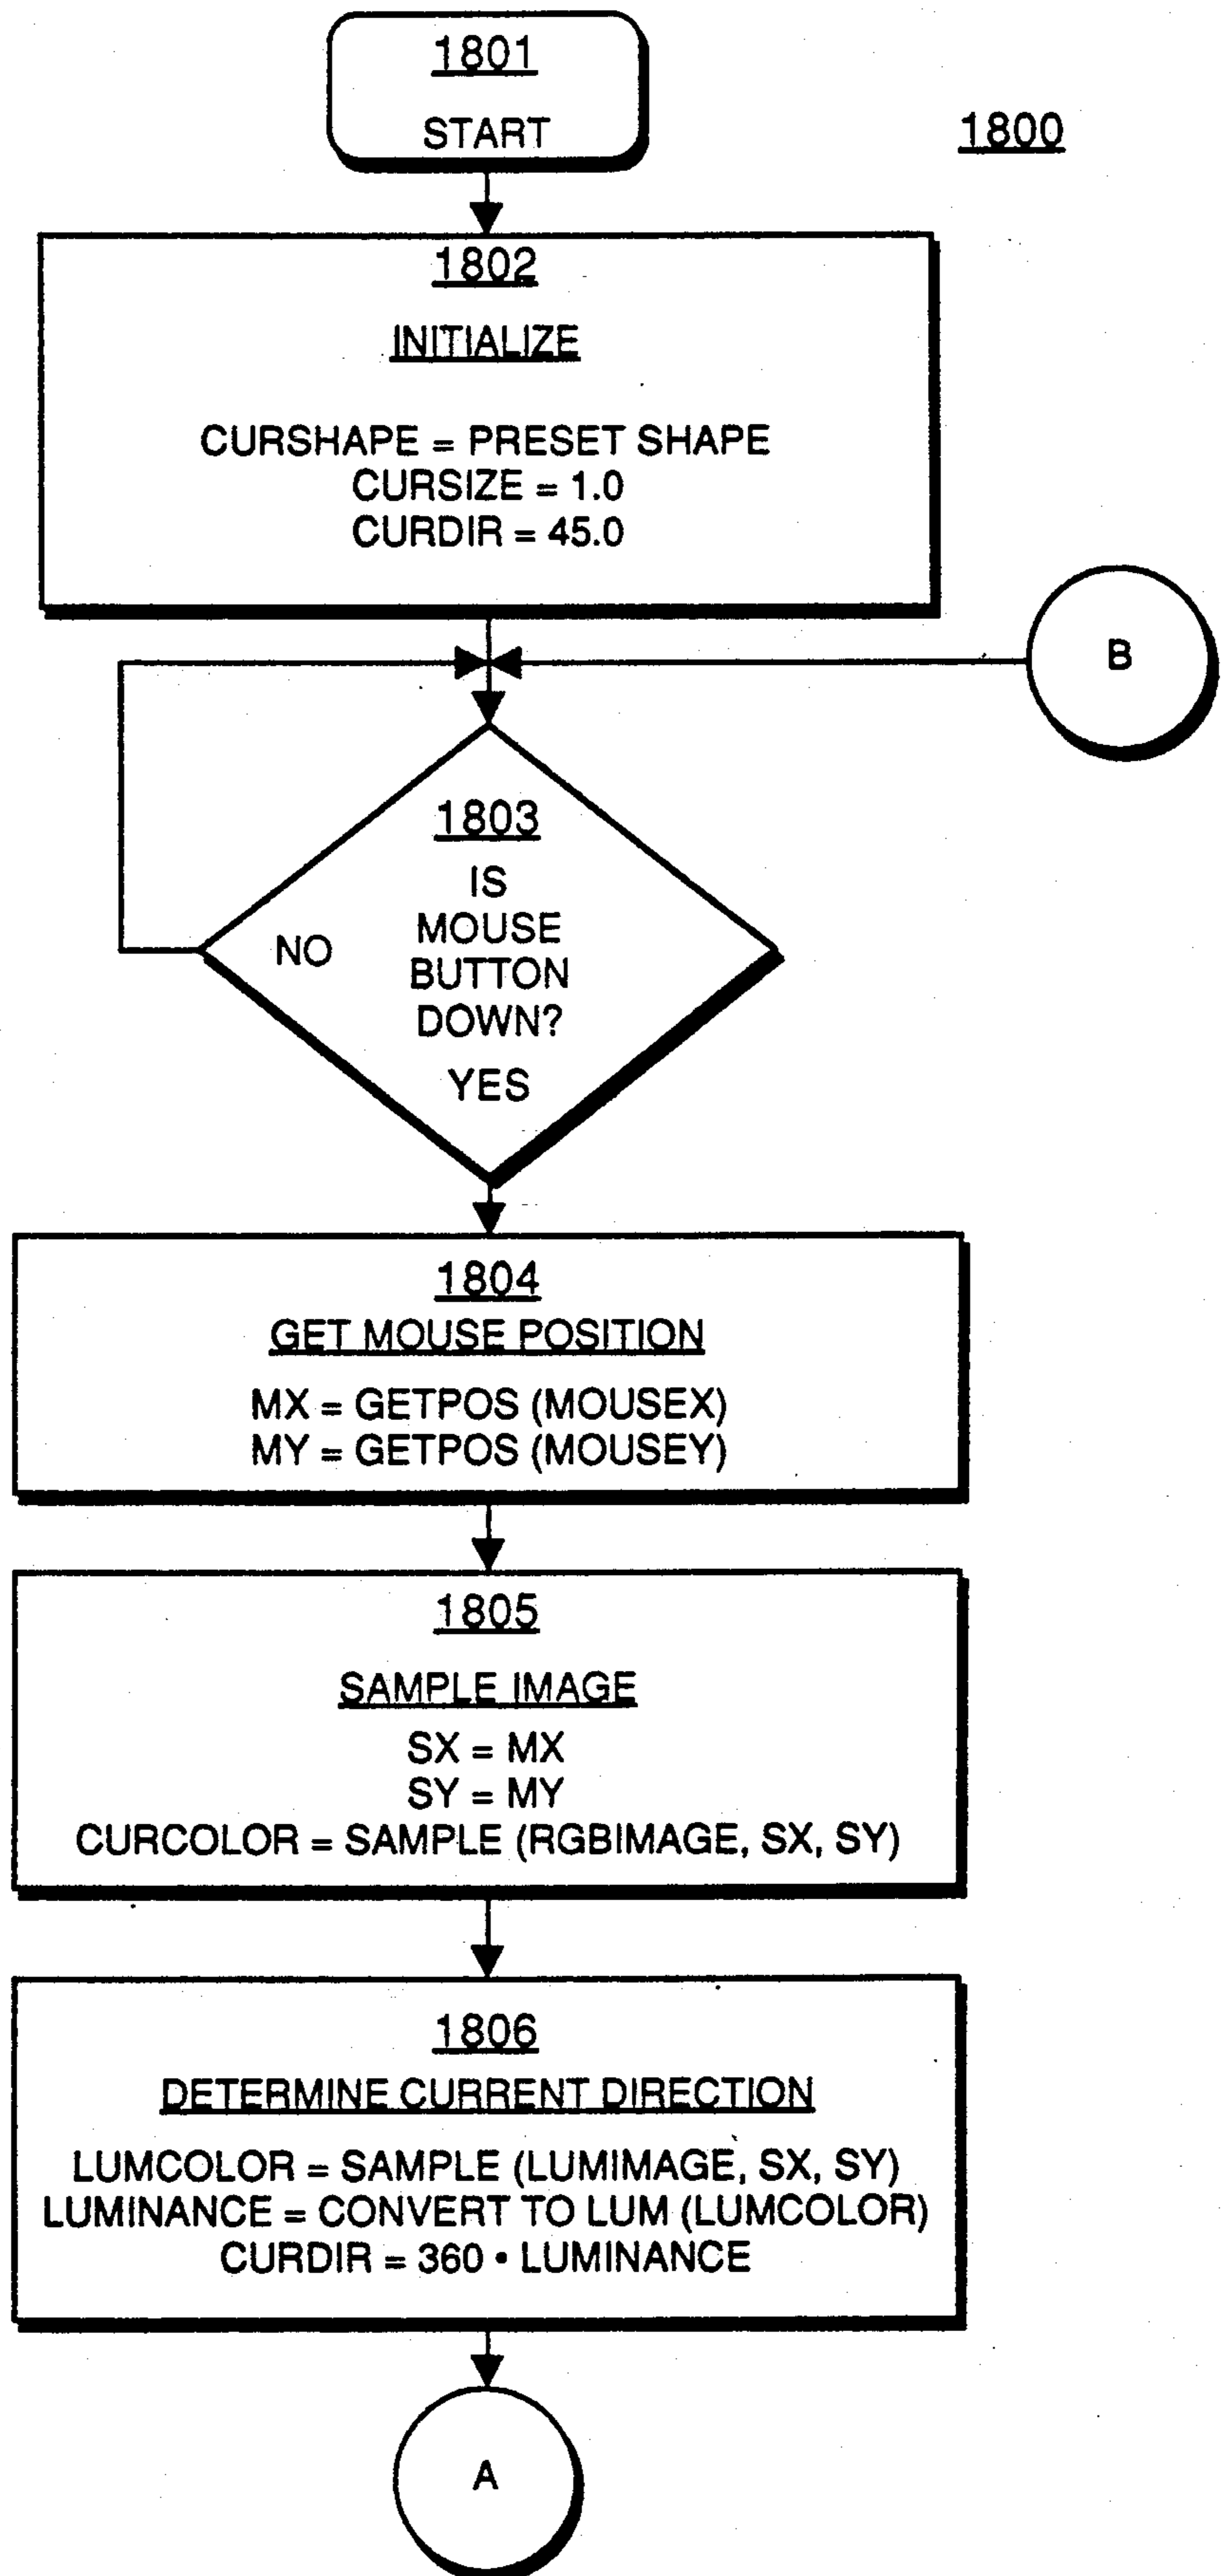 1801
START
1800
1802
INITIALIZE
CURSHAPE = PRESET SHAPE
CURSIZE = 1.0
CURDIR = 45.0
B
1803
IS
MOUSE
BUTTON
DOWN?
NO
YES
1804
GET MOUSE POSITION
MX = GETPOS (MOUSEX)
MY = GETPOS (MOUSEY)
1805
SAMPLE IMAGE
SX = MX
SY = MY
CURCOLOR = SAMPLE (RGBIMAGE, SX, SY)
1806
DETERMINE CURRENT DIRECTION
LUMCOLOR = SAMPLE (LUMIMAGE, SX, SY)
LUMINANCE = CONVERT TO LUM (LUMCOLOR)
CURDIR = 360 • LUMINANCE
A